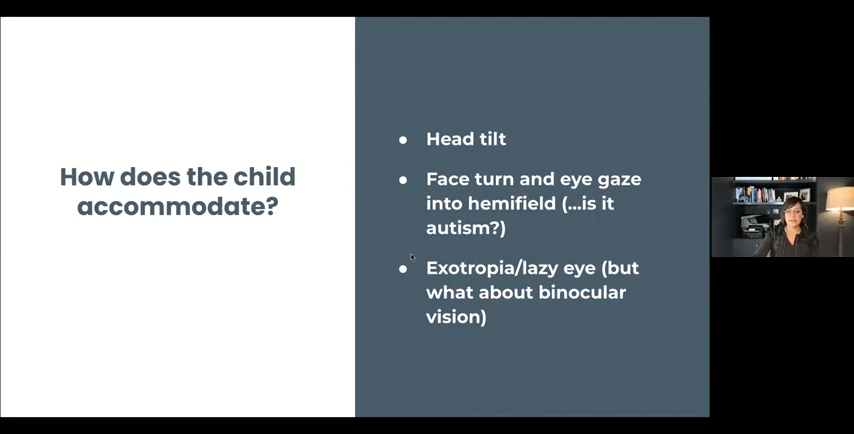 How does the child
accommodate?
● Head tilt
● Face turn and eye gaze
into hemifield (...is it
autism?)
● Exotropia/lazy eye (but
what about binocular
vision)